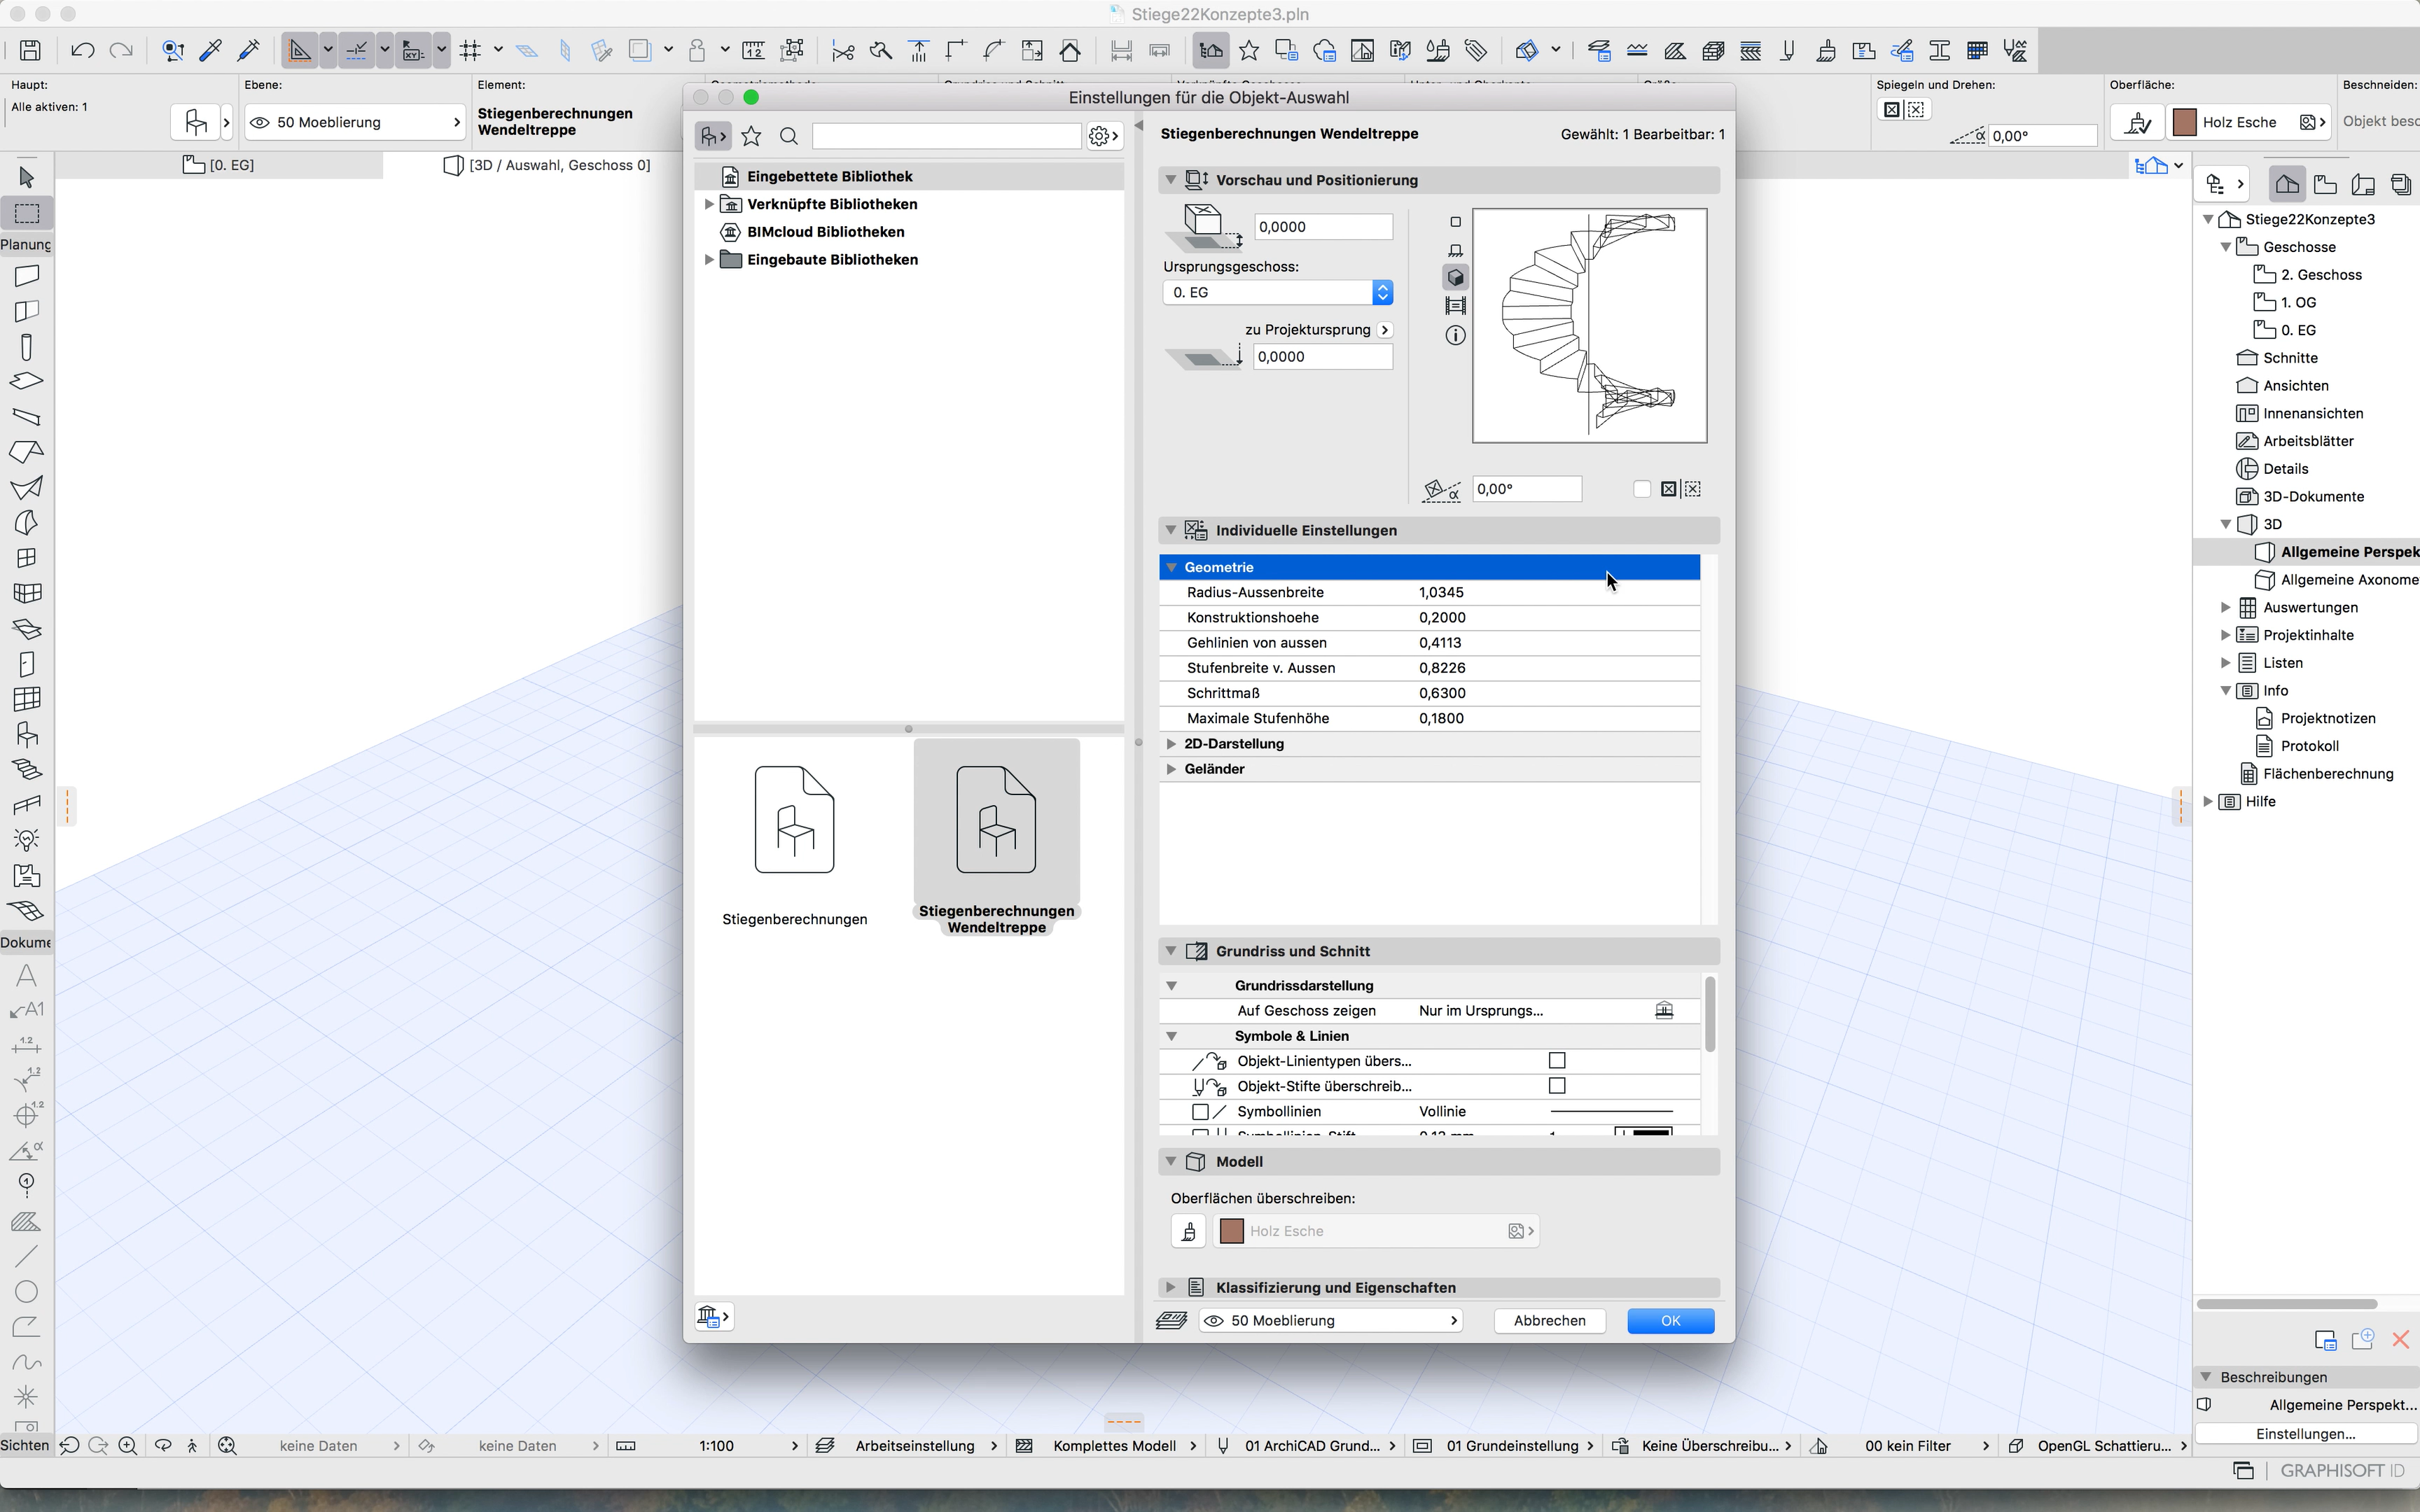 Stiege22Konzepte3.pln
Haupt:
Alle aktiven: 1
Ebene:
50 Moeblierung
Element:
Stiegenberechnungen
Wendeltreppe
Spiegeln und Drehen:
0,00°
Oberfläche:
Holz Esche
Beschneiden:
[0. EG]
[3D / Auswahl, Geschoss 0]
Planung
Dokume
Sichten
Einstellungen für die Objekt-Auswahl
Eingebettete Bibliothek
Verknüpfte Bibliotheken
BIMcloud Bibliotheken
Eingebaute Bibliotheken
Stiegenberechnungen
Stiegenberechnungen
Wendeltreppe
Stiegenberechnungen Wendeltreppe
Gewählt: 1 Bearbeitbar: 1
Vorschau und Positionierung
0,0000
Ursprungsgeschoss:
0. EG
zu Projektursprung
0,0000
0,00°
Individuelle Einstellungen
Geometrie
Radius-Aussenbreite 1,0345
Konstruktionshoehe 0,2000
Gehlinien von aussen 0,4113
Stufenbreite v. Aussen 0,8226
Schrittmaß 0,6300
Maximale Stufenhöhe 0,1800
2D-Darstellung
Geländer
Grundriss und Schnitt
Grundrissdarstellung
Auf Geschoss zeigen Nur im Ursprungs...
Symbole & Linien
Objekt-Linientypen übers...
Objekt-Stifte überschreib...
Symbollinien Vollinie
Modell
Oberflächen überschreiben:
Holz Esche
Klassifizierung und Eigenschaften
50 Moeblierung
Abbrechen
OK
Stiege22Konzepte3
Geschosse
2. Geschoss
1. OG
0. EG
Schnitte
Ansichten
Innenansichten
Arbeitsblätter
Details
3D-Dokumente
3D
Allgemeine Perspek
Allgemeine Axonome
Auswertungen
Projektinhalte
Listen
Info
Projektnotizen
Protokoll
Flächenberechnung
Hilfe
Beschreibungen
Allgemeine Perspekt...
Einstellungen...
keine Daten
keine Daten
1:100
Arbeitseinstellung
Komplettes Modell
01 ArchiCAD Grund...
01 Grundeinstellung
Keine Überschreibu...
00 kein Filter
OpenGL Schattieru...
GRAPHISOFT ID